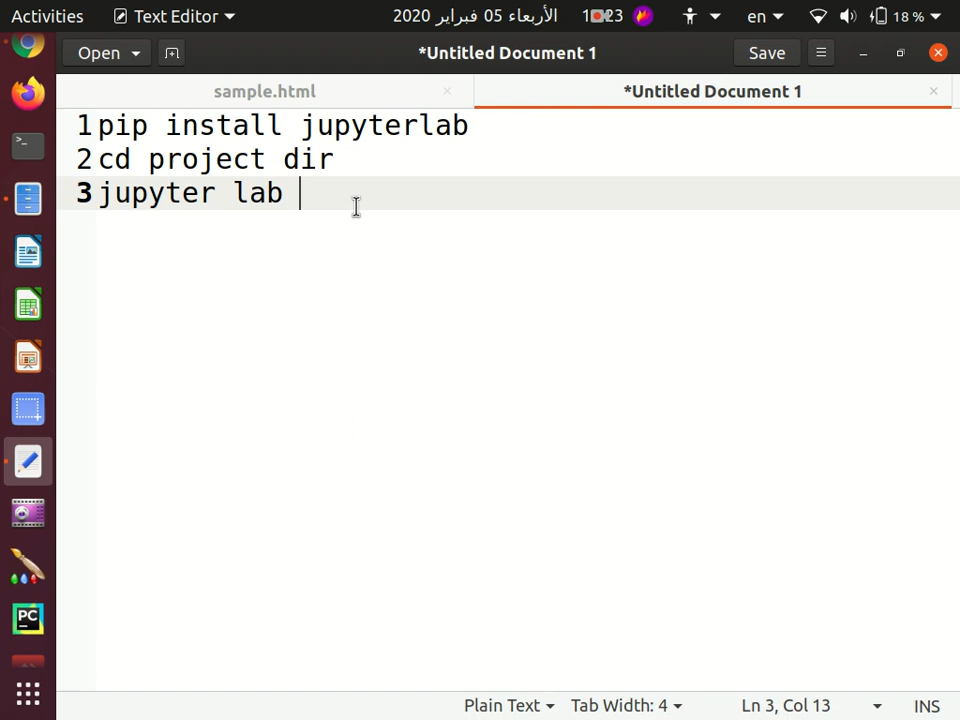 Activities Text Editor الأربعاء 05 فبراير 2020 en 18 %
Open *Untitled Document 1 Save
sample.html *Untitled Document 1
1 pip install jupyterlab
2 cd project dir
3 jupyter lab
PC
Plain Text Tab Width: 4 Ln 3, Col 13 INS